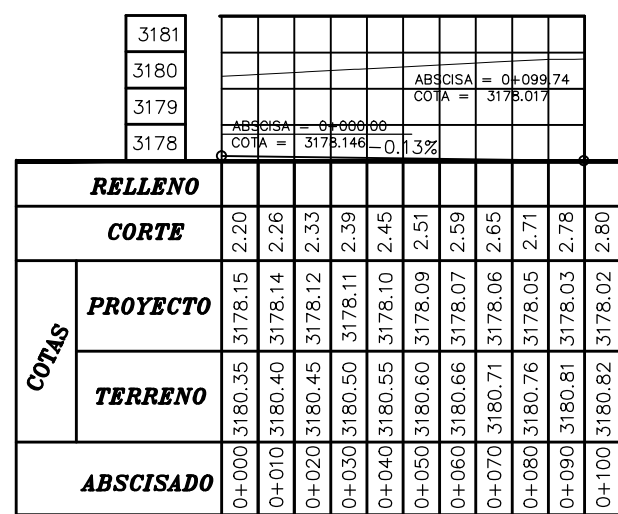 3181
3180
3179
3178
ABSCISA = 0+099.74
COTA = 3178.017
ABSCISA = 0+000.00
COTA = 3178.146
-0.13%
RELLENO
CORTE 2.20 2.26 2.33 2.39 2.45 2.51 2.59 2.65 2.71 2.78 2.80
COTAS
PROYECTO 3178.15 3178.14 3178.12 3178.11 3178.10 3178.09 3178.07 3178.06 3178.05 3178.03 3178.02
TERRENO 3180.35 3180.40 3180.45 3180.50 3180.55 3180.60 3180.66 3180.71 3180.76 3180.81 3180.82
ABSCISADO 0+000 0+010 0+020 0+030 0+040 0+050 0+060 0+070 0+080 0+090 0+100